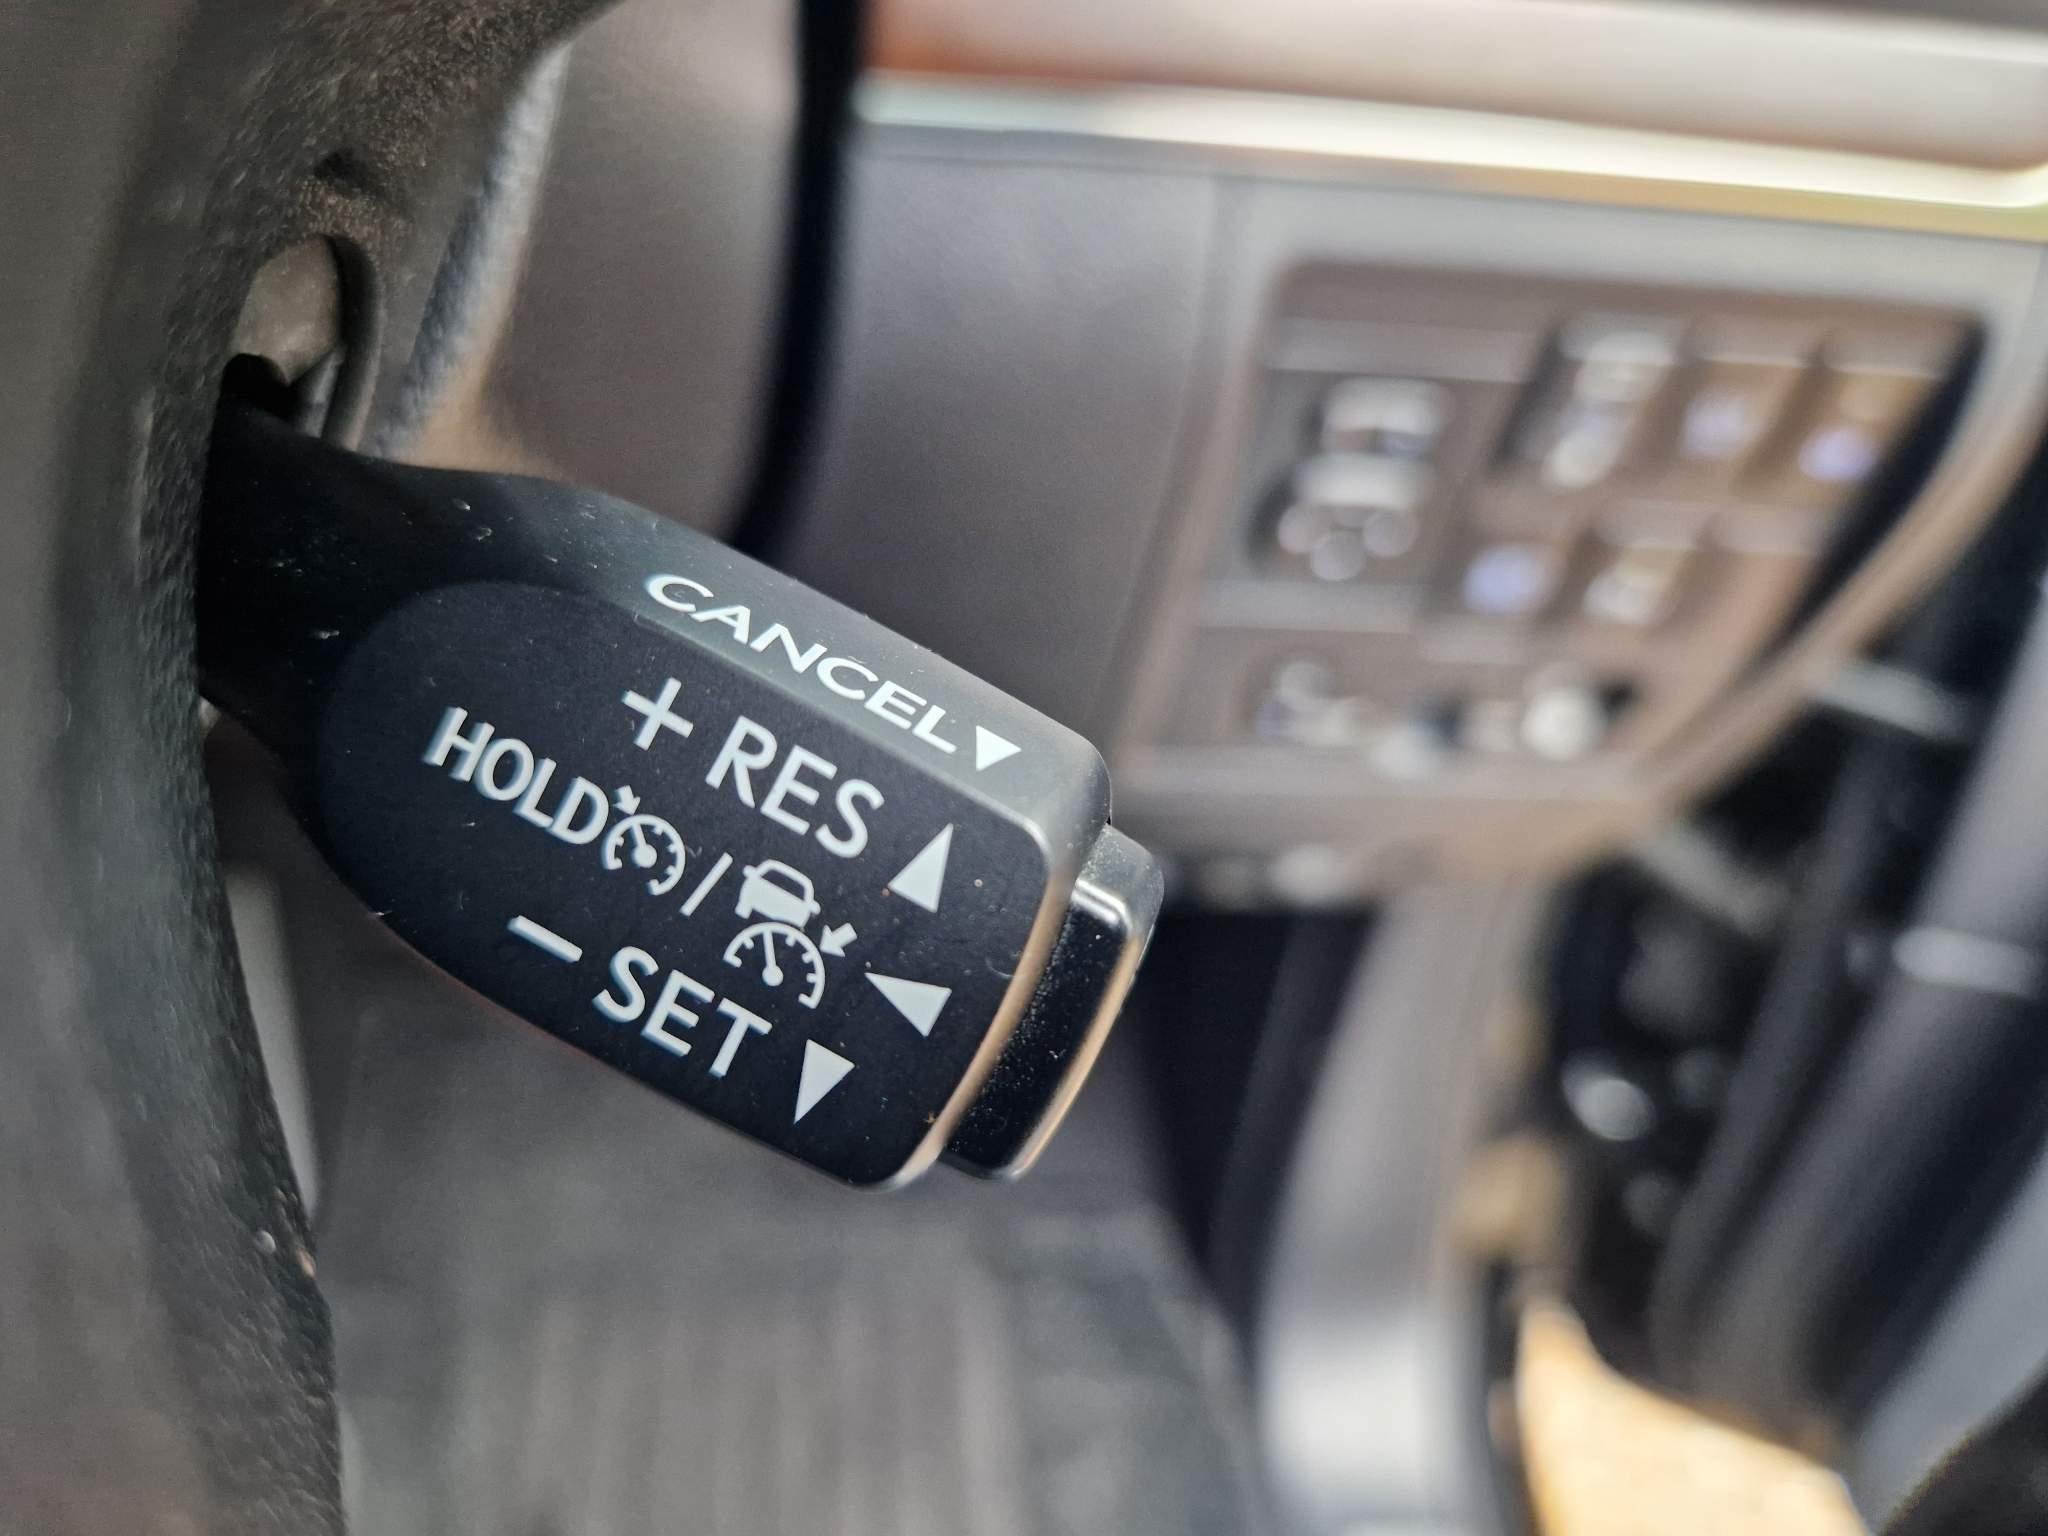 CANCEL
+ RES
HOLD /
− SET